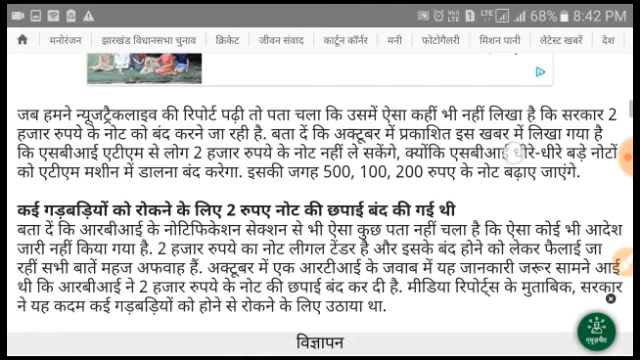 LTE 68% 8:42 PM
मनोरंजन झारखंड विधानसभा चुनाव क्रिकेट जीवन संवाद कार्टून कॉर्नर मनी फोटोगैलरी मिशन पानी लेटेस्ट खबरें देश
जब हमने न्यूजट्रैकलाइव की रिपोर्ट पढ़ी तो पता चला कि उसमें ऐसा कहीं भी नहीं लिखा है कि सरकार 2
हजार रुपये के नोट को बंद करने जा रही है. बता दें कि अक्टूबर में प्रकाशित इस खबर में लिखा गया है
कि एसबीआई एटीएम से लोग 2 हजार रुपये के नोट नहीं ले सकेंगे, क्योंकि एसबीआई धीरे-धीरे बड़े नोटों
को एटीएम मशीन में डालना बंद करेगा. इसकी जगह 500, 100, 200 रुपए के नोट बढ़ाए जाएंगे.
कई गड़बड़ियों को रोकने के लिए 2 रुपए नोट की छपाई बंद की गई थी
बता दें कि आरबीआई के नोटिफिकेशन सेक्शन से भी ऐसा कुछ पता नहीं चला है कि ऐसा कोई भी आदेश
जारी नहीं किया गया है. 2 हजार रुपये का नोट लीगल टेंडर है और इसके बंद होने को लेकर फैलाई जा
रहीं सभी बातें महज अफवाह हैं. अक्टूबर में एक आरटीआई के जवाब में यह जानकारी जरूर सामने आई
थी कि आरबीआई ने 2 हजार रुपये के नोट की छपाई बंद कर दी है. मीडिया रिपोर्ट्स के मुताबिक, सरकार
ने यह कदम कई गड़बड़ियों को होने से रोकने के लिए उठाया था.
विज्ञापन